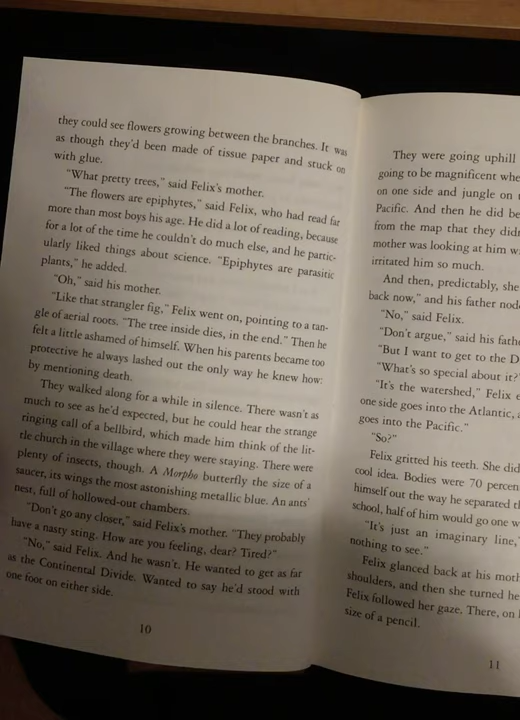 they could see flowers growing between the branches. It was
as though they'd been made of tissue paper and stuck on
with glue.
"What pretty trees," said Felix's mother.
"The flowers are epiphytes," said Felix, who had read far
more than most boys his age. He did a lot of reading, because
for a lot of the time he couldn't do much else, and he partic-
ularly liked things about science. "Epiphytes are parasitic
plants," he added.
"Oh," said his mother.
"Like that strangler fig," Felix went on, pointing to a tan-
gle of aerial roots. "The tree inside dies, in the end." Then he
felt a little ashamed of himself. When his parents became too
protective he always lashed out the only way he knew how:
by mentioning death.
They walked along for a while in silence. There wasn't as
much to see as he'd expected, but he could hear the strange
ringing call of a bellbird, which made him think of the lit-
tle church in the village where they were staying. There were
plenty of insects, though. A Morpho butterfly the size of a
saucer, its wings the most astonishing metallic blue. An ants'
nest, full of hollowed-out chambers.
"Don't go any closer," said Felix's mother. "They probably
have a nasty sting. How are you feeling, dear? Tired?"
"No," said Felix. And he wasn't. He wanted to get as far
as the Continental Divide. Wanted to say he'd stood with
one foot on either side.
10
They were going uphill
going to be magnificent whe
on one side and jungle on
Pacific. And then he did be
from the map that they did
mother was looking at him w
irritated him so much.
And then, predictably, she
back now," and his father nod
"No," said Felix.
"Don't argue," said his fath
"But I want to get to the D
"What's so special about it?"
"It's the watershed," Felix e
one side goes into the Atlantic, a
goes into the Pacific."
"So?"
Felix gritted his teeth. She did
cool idea. Bodies were 70 percen
himself out the way he separated th
school, half of him would go one w
"It's just an imaginary line,"
nothing to see."
Felix glanced back at his moth
shoulders, and then she turned he
Felix followed her gaze. There, on
size of a pencil.
11